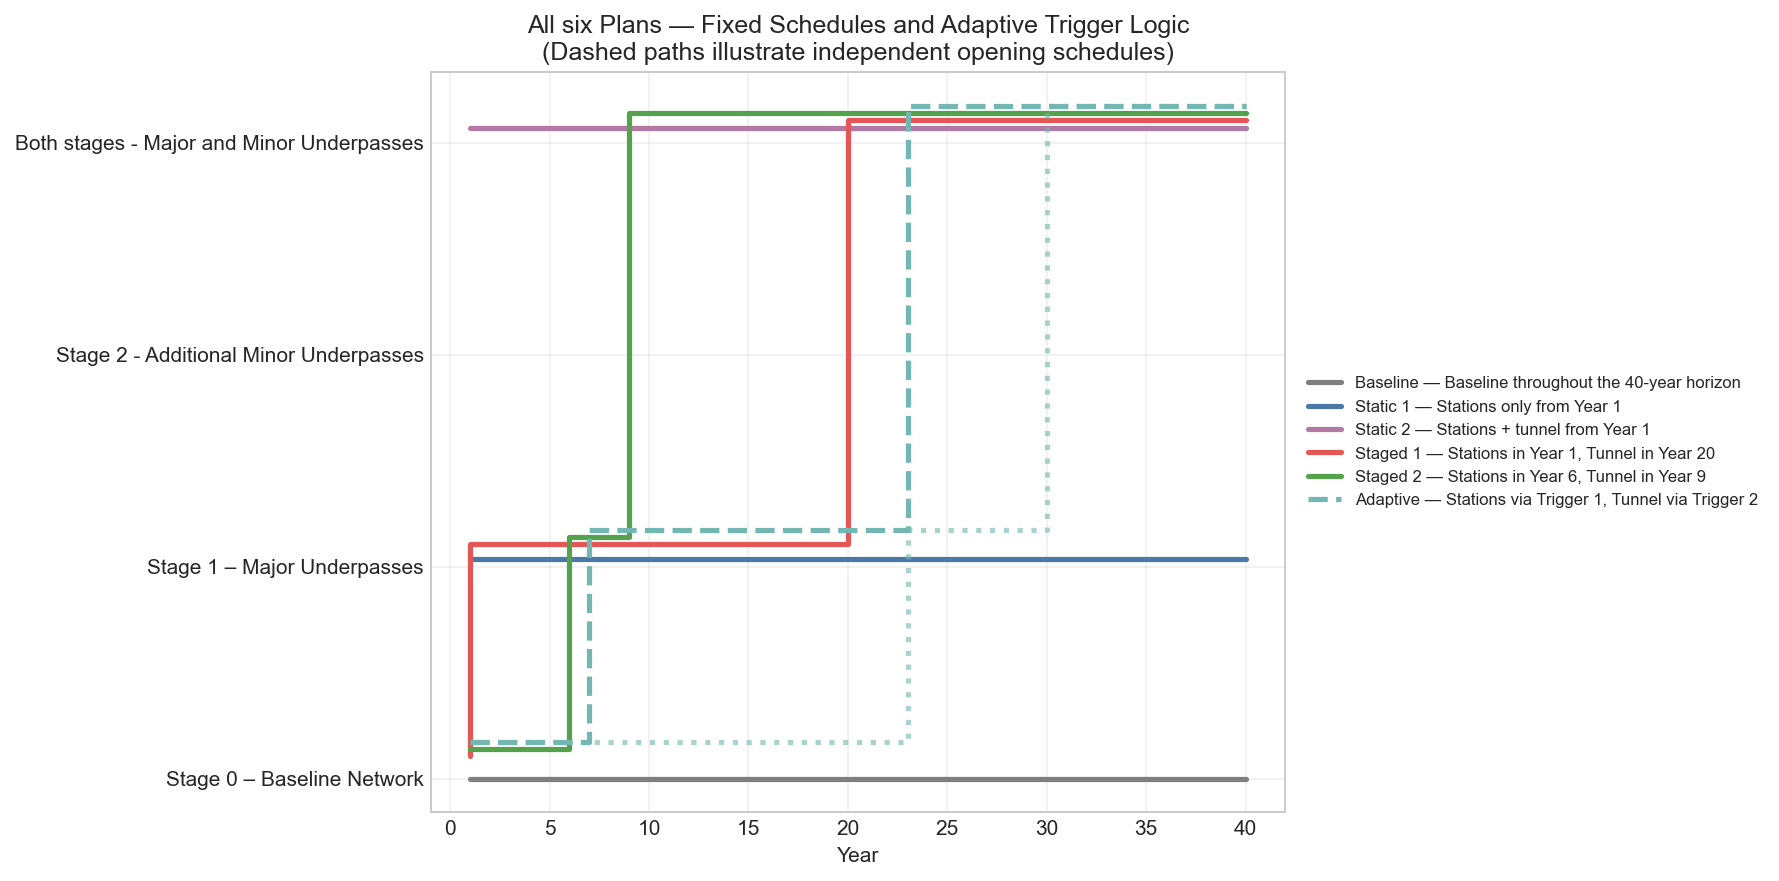 All six Plans — Fixed Schedules and Adaptive Trigger Logic
(Dashed paths illustrate independent opening schedules)
Both stages - Major and Minor Underpasses
Stage 2 - Additional Minor Underpasses
Stage 1 – Major Underpasses
Stage 0 – Baseline Network
0 5 10 15 20 25 30 35 40
Year
Baseline — Baseline throughout the 40-year horizon
Static 1 — Stations only from Year 1
Static 2 — Stations + tunnel from Year 1
Staged 1 — Stations in Year 1, Tunnel in Year 20
Staged 2 — Stations in Year 6, Tunnel in Year 9
Adaptive — Stations via Trigger 1, Tunnel via Trigger 2